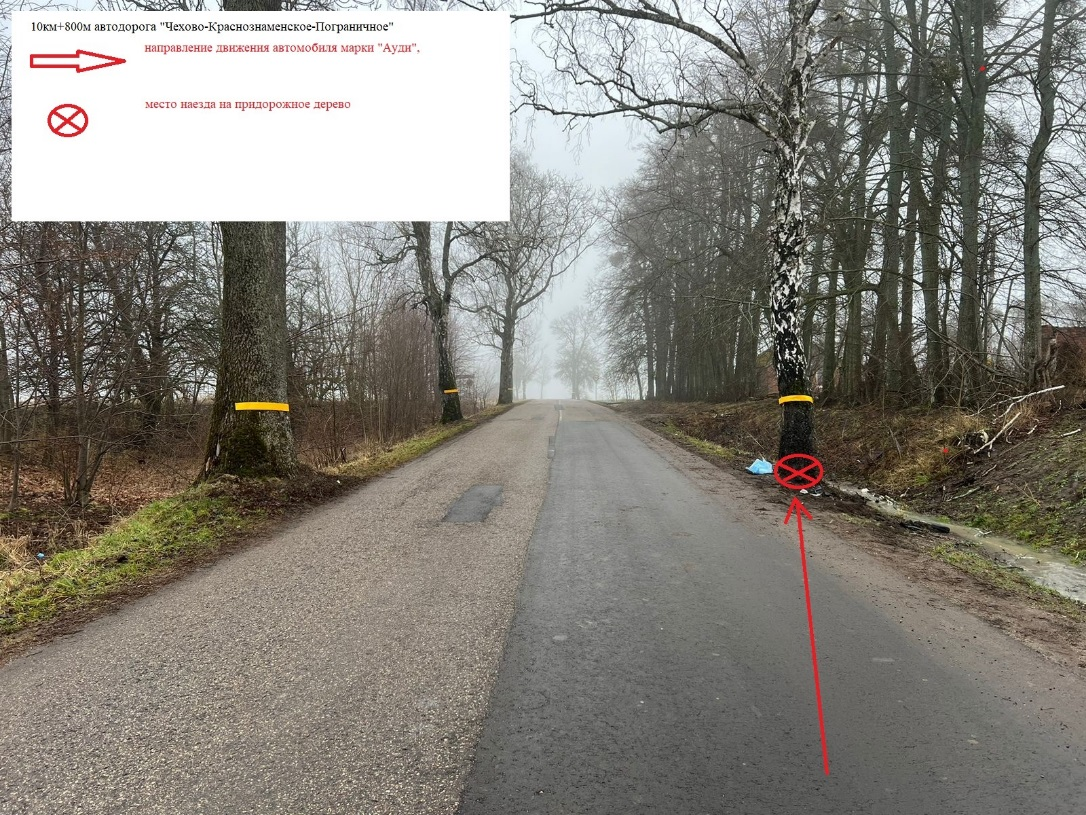 10км+800м автодорога "Чехово-Краснознаменское-Пограничное"
направление движения автомобиля марки "Ауди",
место наезда на придорожное дерево